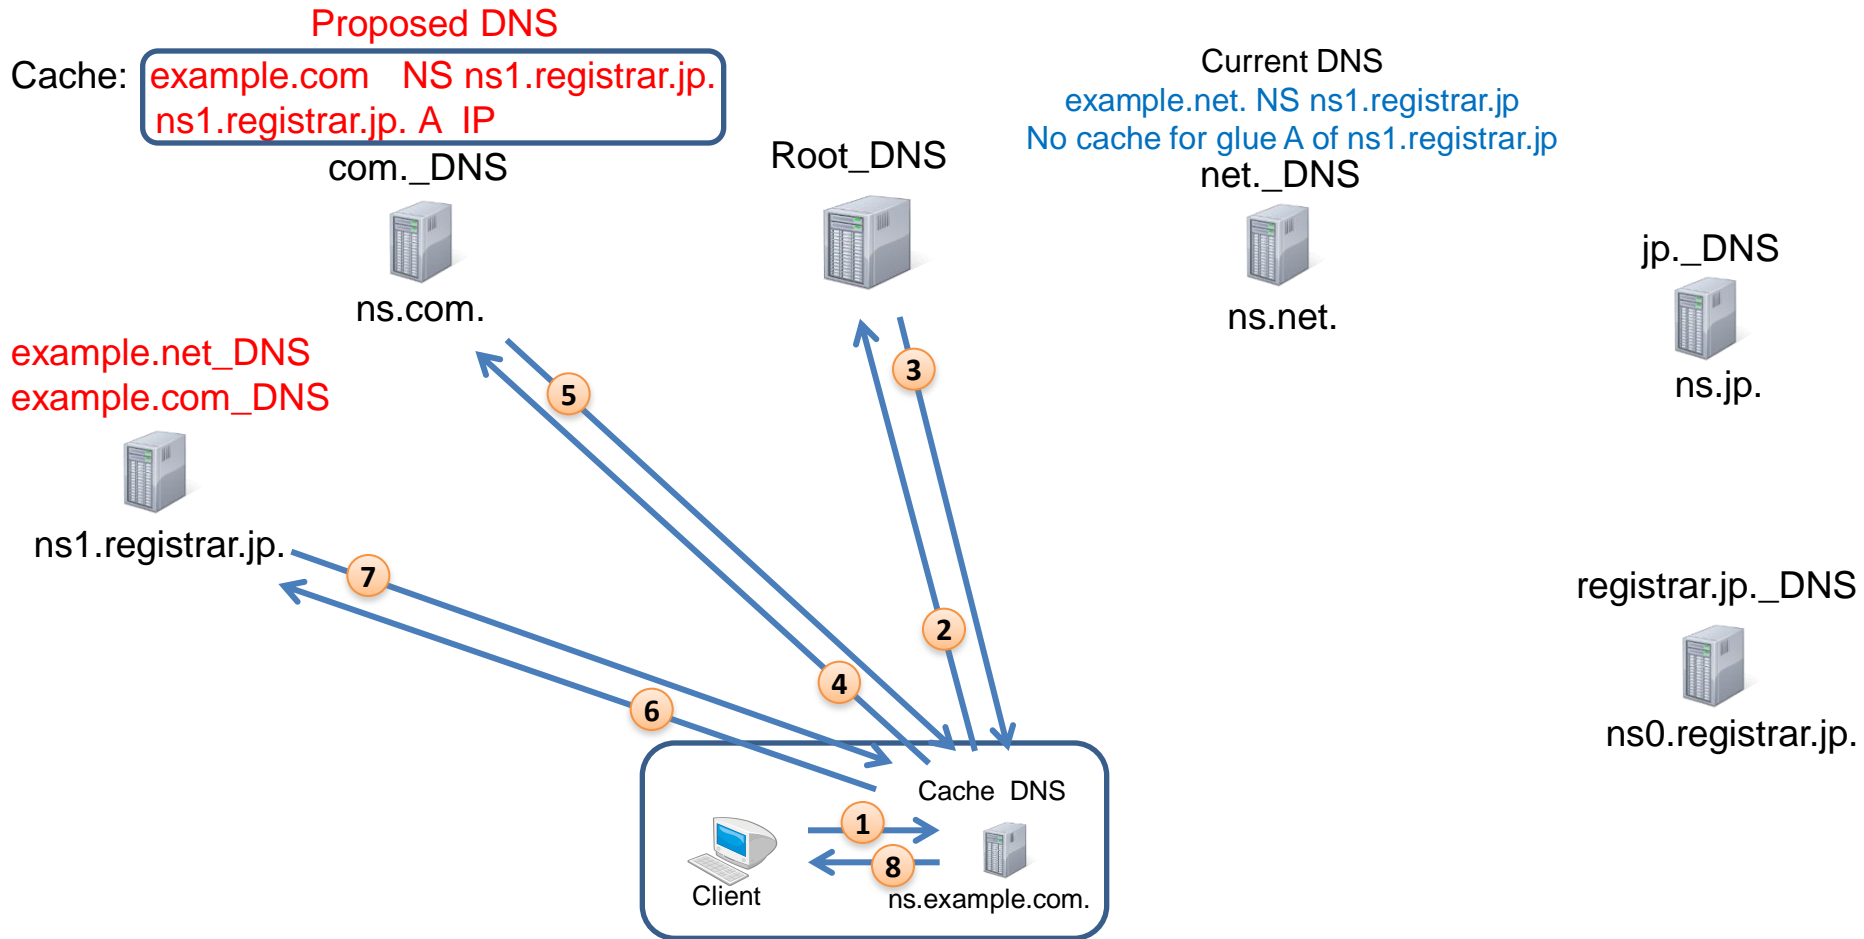 Proposed DNS
Cache: example.com NS ns1.registrar.jp.
ns1.registrar.jp. A IP
com._DNS
Root_DNS
Current DNS
example.net. NS ns1.registrar.jp
No cache for glue A of ns1.registrar.jp
net._DNS
jp._DNS
ns.com.
ns.net.
ns.jp.
example.net_DNS
example.com_DNS
ns1.registrar.jp.
registrar.jp._DNS
ns0.registrar.jp.
3
5
7
2
4
6
Cache DNS
1
8
Client
ns.example.com.